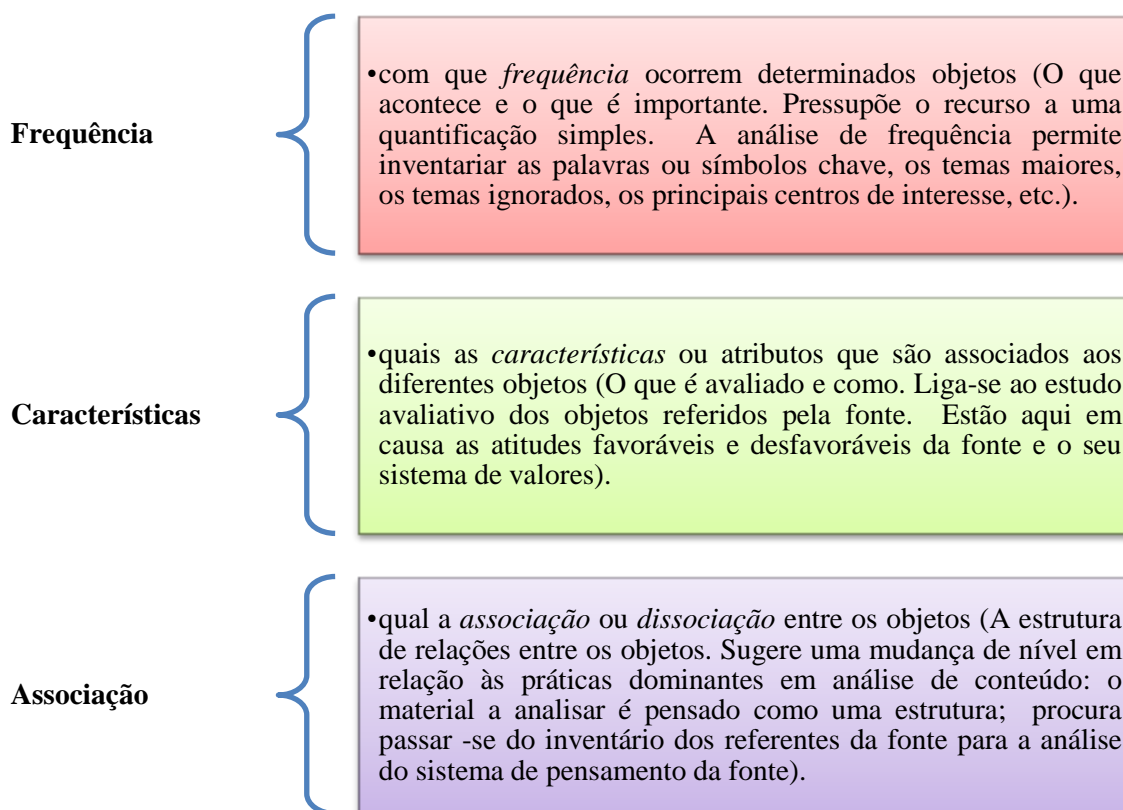 Frequência
•com que frequência ocorrem determinados objetos (O que
acontece e o que é importante. Pressupõe o recurso a uma
quantificação simples. A análise de frequência permite
inventariar as palavras ou símbolos chave, os temas maiores,
os temas ignorados, os principais centros de interesse, etc.).
Características
•quais as características ou atributos que são associados aos
diferentes objetos (O que é avaliado e como. Liga-se ao estudo
avaliativo dos objetos referidos pela fonte. Estão aqui em
causa as atitudes favoráveis e desfavoráveis da fonte e o seu
sistema de valores).
Associação
•qual a associação ou dissociação entre os objetos (A estrutura
de relações entre os objetos. Sugere uma mudança de nível em
relação às práticas dominantes em análise de conteúdo: o
material a analisar é pensado como uma estrutura; procura
passar -se do inventário dos referentes da fonte para a análise
do sistema de pensamento da fonte).